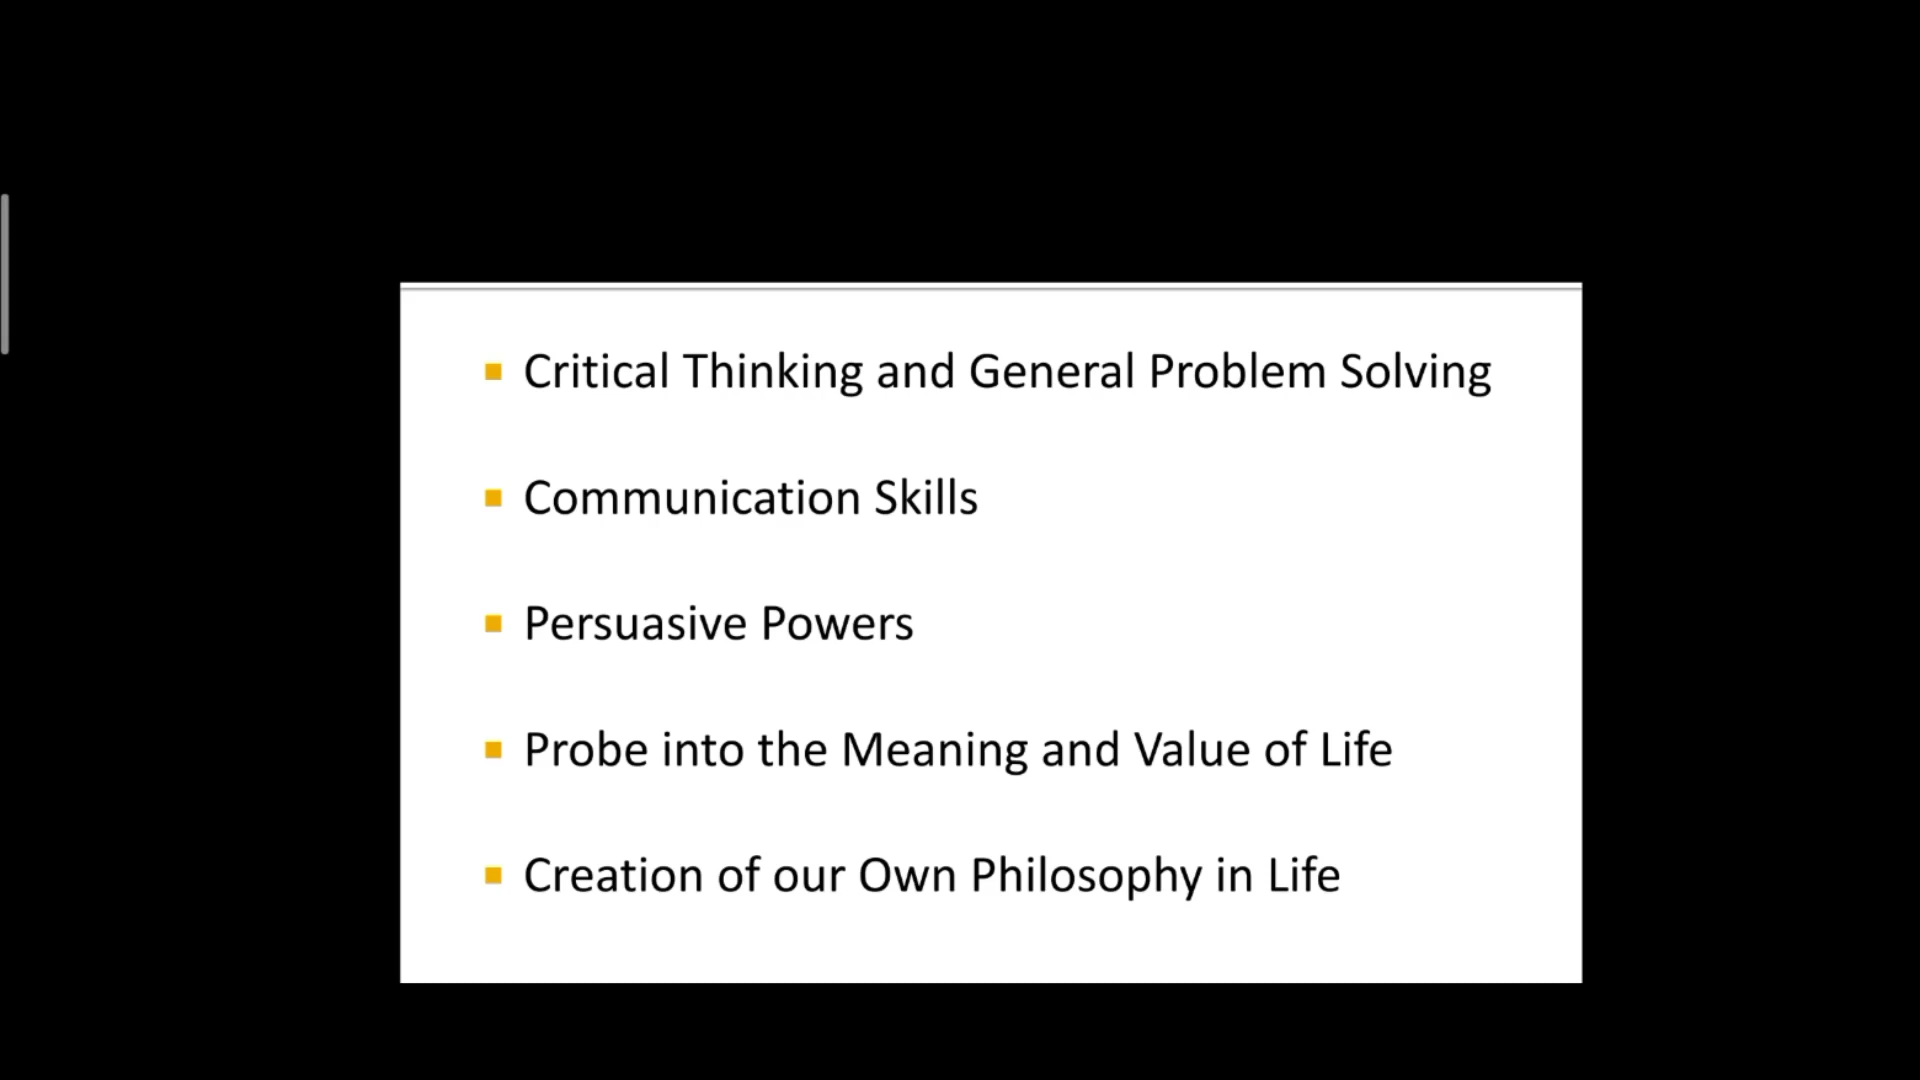 Critical Thinking and General Problem Solving
Communication Skills
Persuasive Powers
Probe into the Meaning and Value of Life
Creation of our Own Philosophy in Life